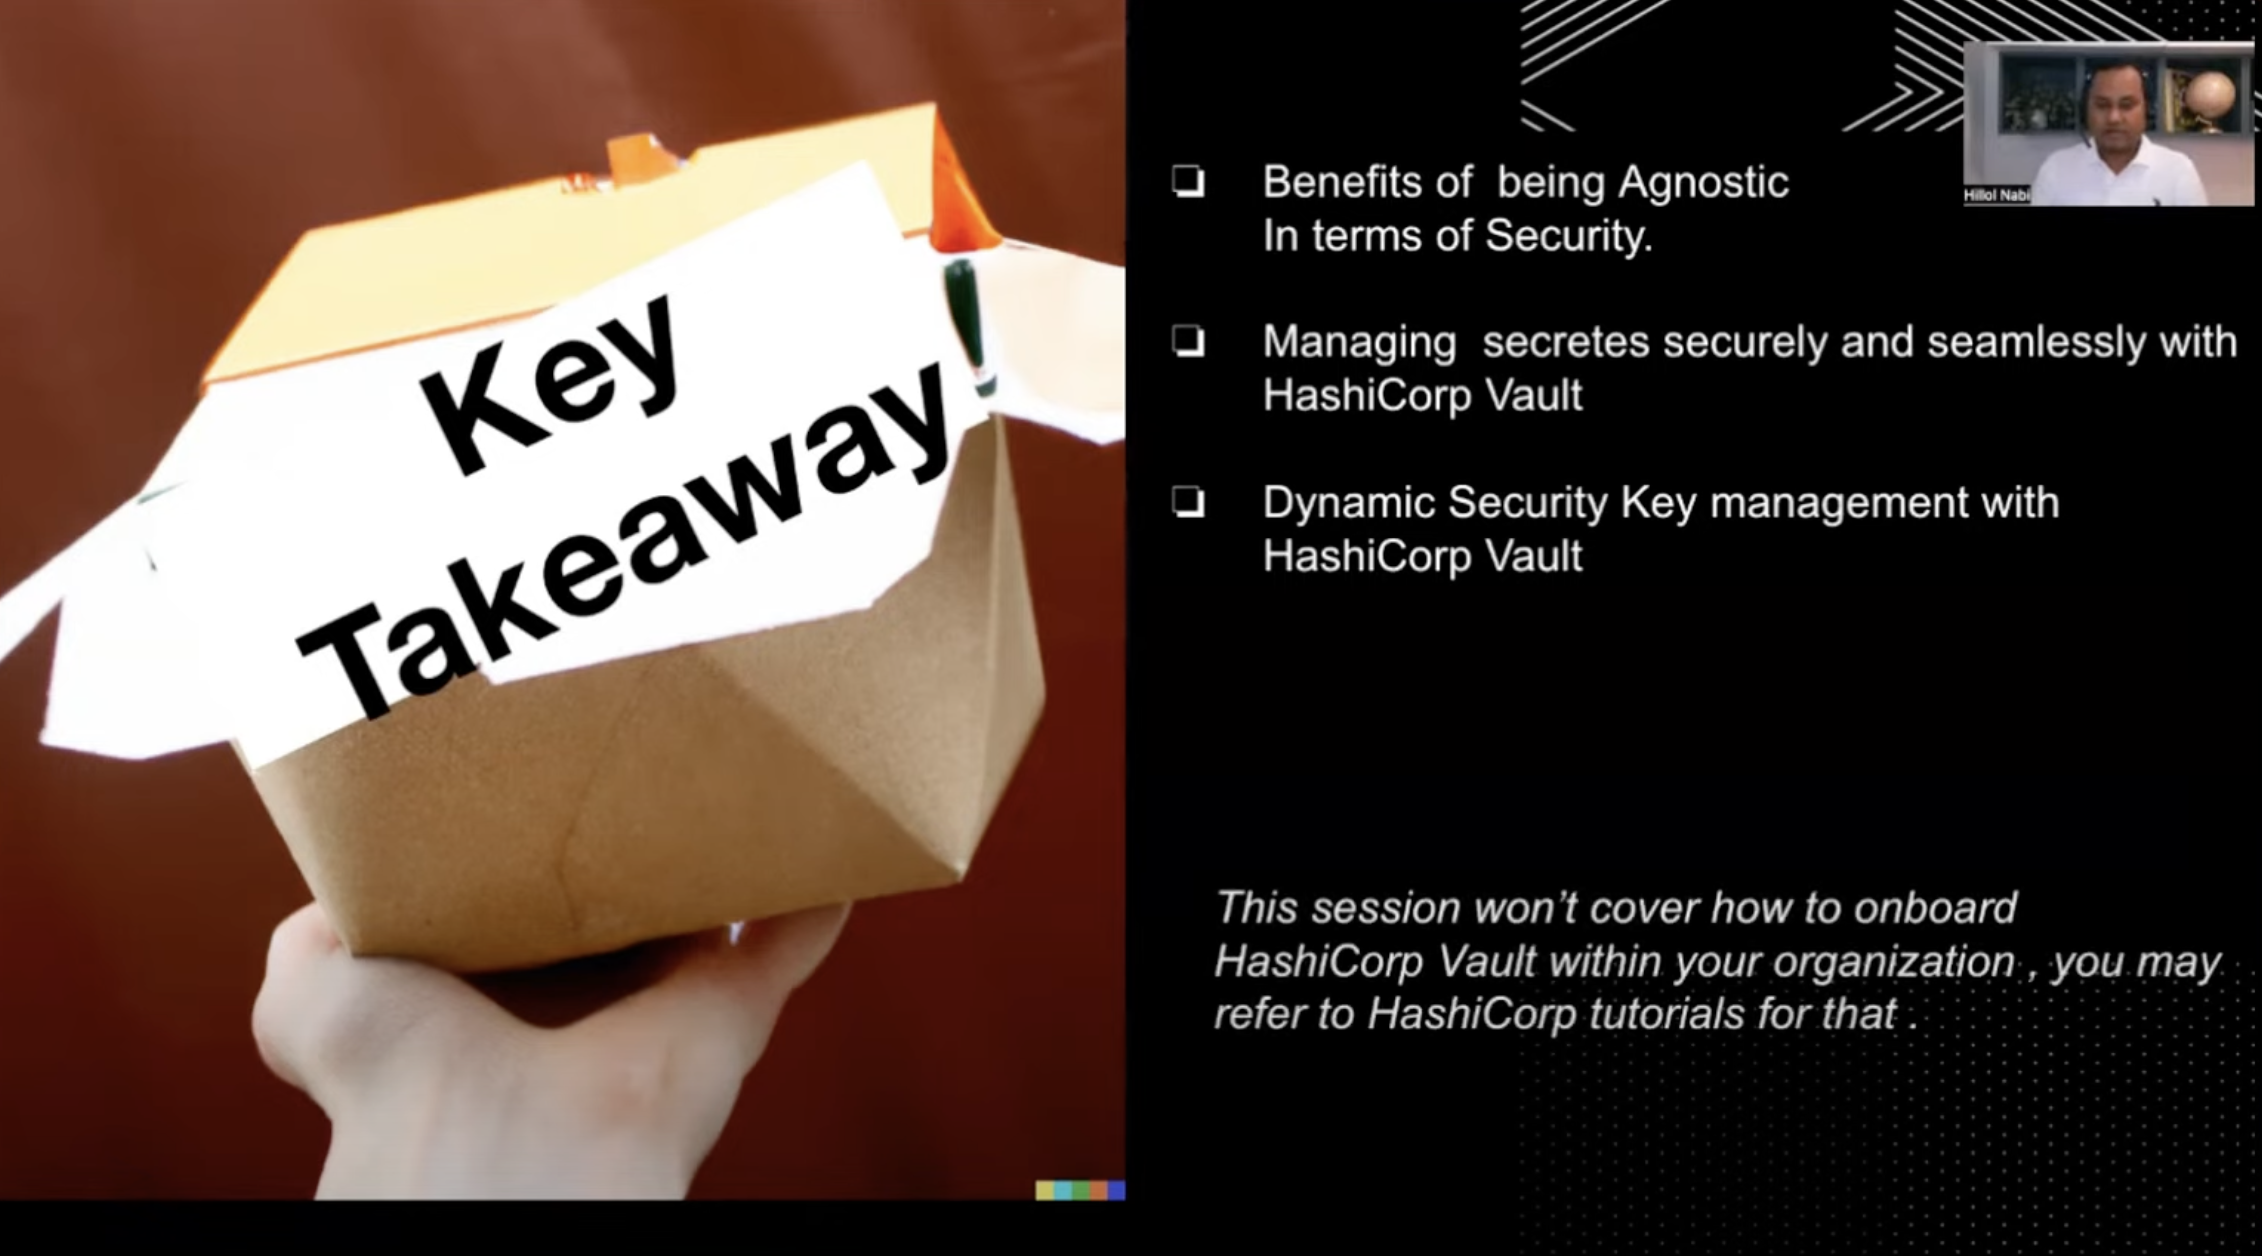 Key
Takeaway
Benefits of  being Agnostic
In terms of Security.
Managing  secretes securely and seamlessly with
HashiCorp Vault
Dynamic Security Key management with
HashiCorp Vault
This session won't cover how to onboard
HashiCorp Vault within your organization , you may
refer to HashiCorp tutorials for that .
Hillol Nabi